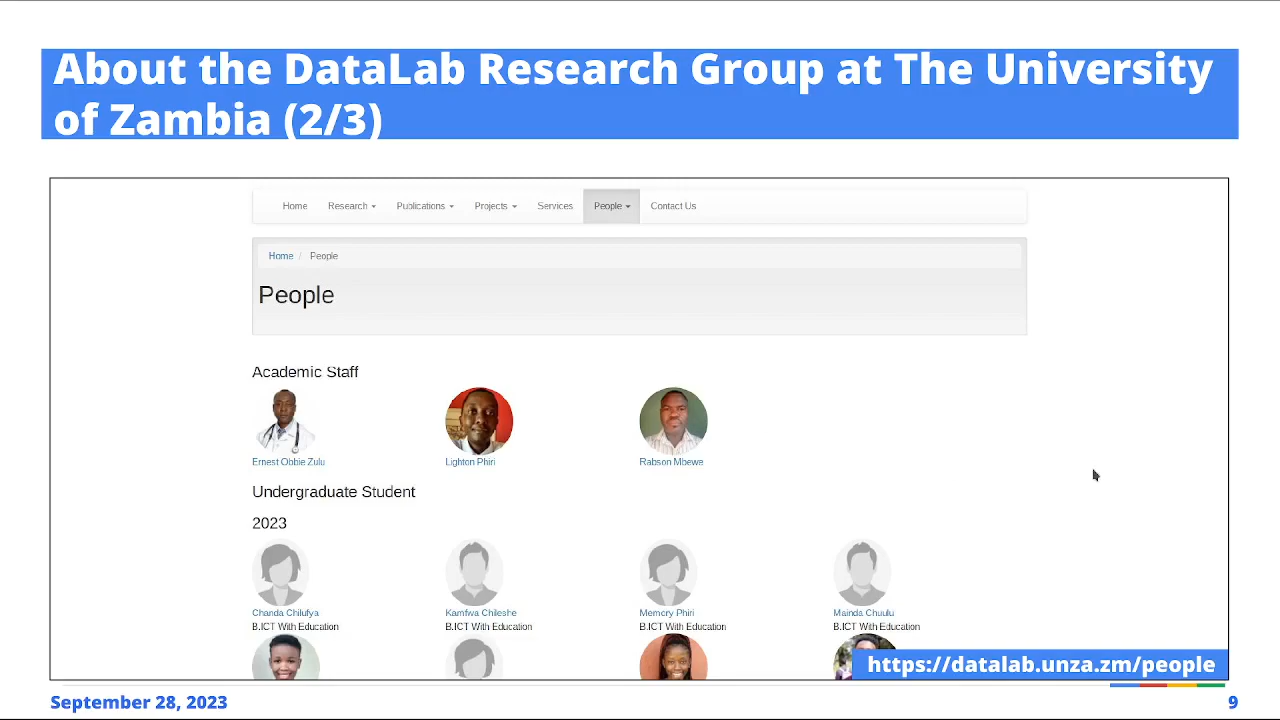 About the DataLab Research Group at The University
of Zambia (2/3)
Home Research Publications Projects Services People Contact Us
Home / People
People
Academic Staff
Ernest Obbie Zulu Lighton Phiri Rabson Mbewe
Undergraduate Student
2023
Chanda Chilufya Kamfwa Chileshe Memory Phiri Mainda Chuulu
B.ICT With Education B.ICT With Education B.ICT With Education B.ICT With Education
https://datalab.unza.zm/people
September 28, 2023 9